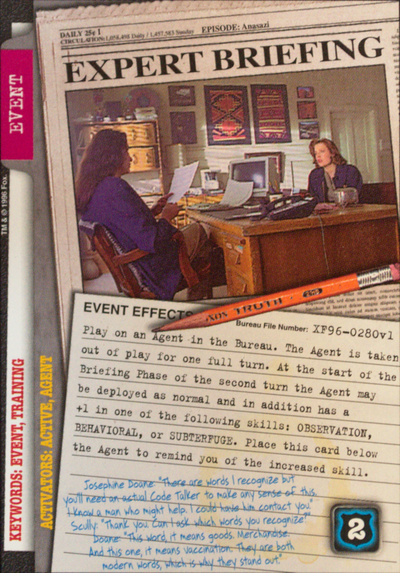 DAILY 25¢ 1
CIRCULATION: Daily / Sunday
EPISODE: Anasazi
EXPERT BRIEFING
EVENT
TM & © 1996 Fox.
KEYWORDS: EVENT, TRAINING
ACTIVATORS: ACTIVE, AGENT
TRUTH
EVENT EFFECTS
Bureau File Number: XF96-0280v1
Play on an Agent in the Bureau. The Agent is taken
out of play for one full turn. At the start of the
Briefing Phase of the second turn the Agent may
be deployed as normal and in addition has a
+1 in one of the following skills: OBSERVATION,
BEHAVIORAL, or SUBTERFUGE. Place this card below
the Agent to remind you of the increased skill.
Josephine Doane: "There are words I recognize but
you'll need an actual Code Talker to make any sense of this.
I know a man who might help. I could have him contact you"
Scully: "Thank you. Can I ask which words you recognize"
Doane: "This word, it means goods. Merchandise.
And this one, it means vaccination. They are both
modern words, which is why they stand out."
2